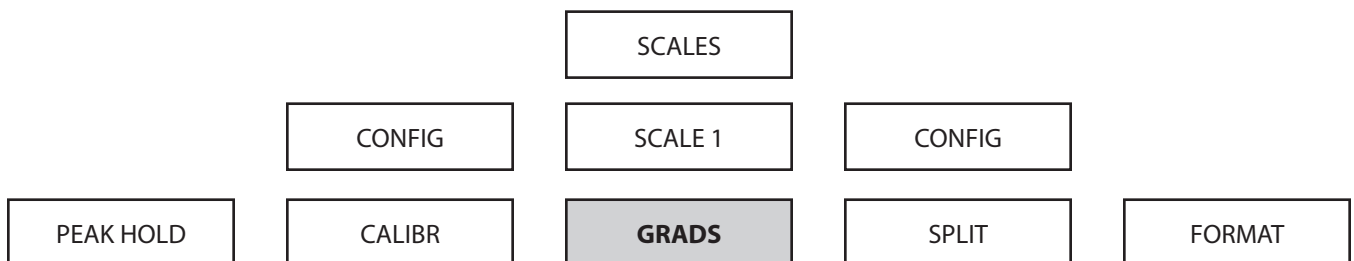 SCALES
CONFIG SCALE 1 CONFIG
PEAK HOLD CALIBR GRADS SPLIT FORMAT